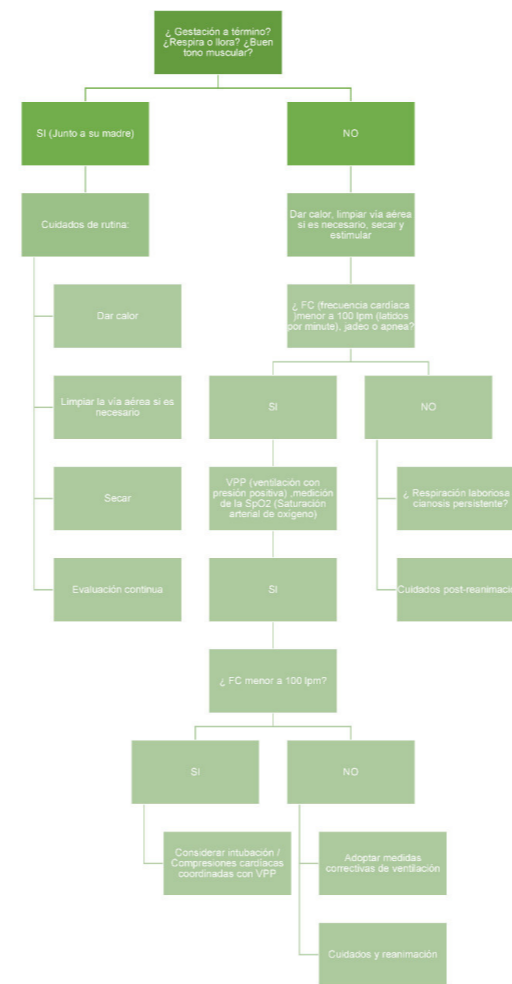 ¿ Gestación a término?
¿Respira o llora? ¿Buen
tono muscular?
SI (Junto a su madre)
NO
Cuidados de rutina:
Dar calor, limpiar vía aérea
si es necesario, secar y
estimular
Dar calor
¿ FC (frecuencia cardíaca
)menor a 100 lpm (latidos
por minute), jadeo o apnea?
Limpiar la vía aérea si es
necesario
SI
NO
Secar
VPP (ventilación con
presión positiva) ,medición
de la SpO2 (Saturación
arterial de oxígeno)
¿ Respiración laboriosa
cianosis persistente?
Evaluación continua
SI
Cuidados post-reanimació
¿ FC menor a 100 lpm?
SI
NO
Considerar intubación /
Compresiones cardíacas
coordinadas con VPP
Adoptar medidas
correctivas de ventilación
Cuidados y reanimación